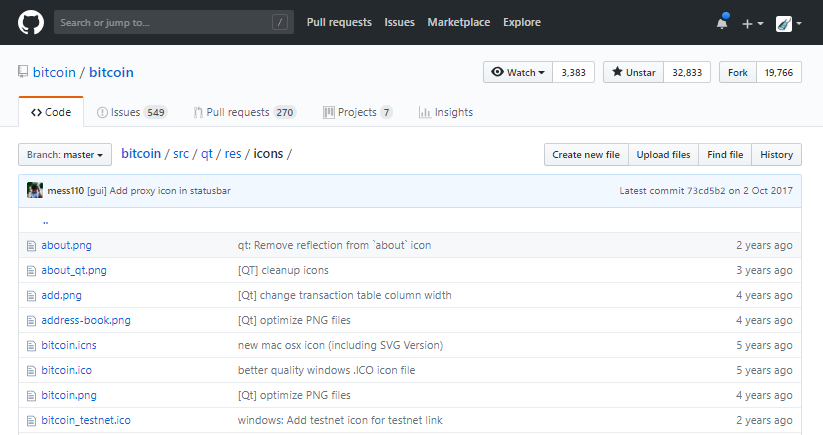 Search or jump to... /
Pull requests Issues Marketplace Explore
bitcoin / bitcoin
Watch 3,383 Unstar 32,833 Fork 19,766
Code Issues 549 Pull requests 270 Projects 7 Insights
Branch: master bitcoin / src / qt / res / icons / Create new file Upload files Find file History
mess110 [gui] Add proxy icon in statusbar Latest commit 73cd5b2 on 2 Oct 2017
..
about.png qt: Remove reflection from `about` icon 2 years ago
about_qt.png [QT] cleanup icons 3 years ago
add.png [Qt] change transaction table column width 4 years ago
address-book.png [Qt] optimize PNG files 4 years ago
bitcoin.icns new mac osx icon (including SVG Version) 5 years ago
bitcoin.ico better quality windows .ICO icon file 5 years ago
bitcoin.png [Qt] optimize PNG files 4 years ago
bitcoin_testnet.ico windows: Add testnet icon for testnet link 2 years ago